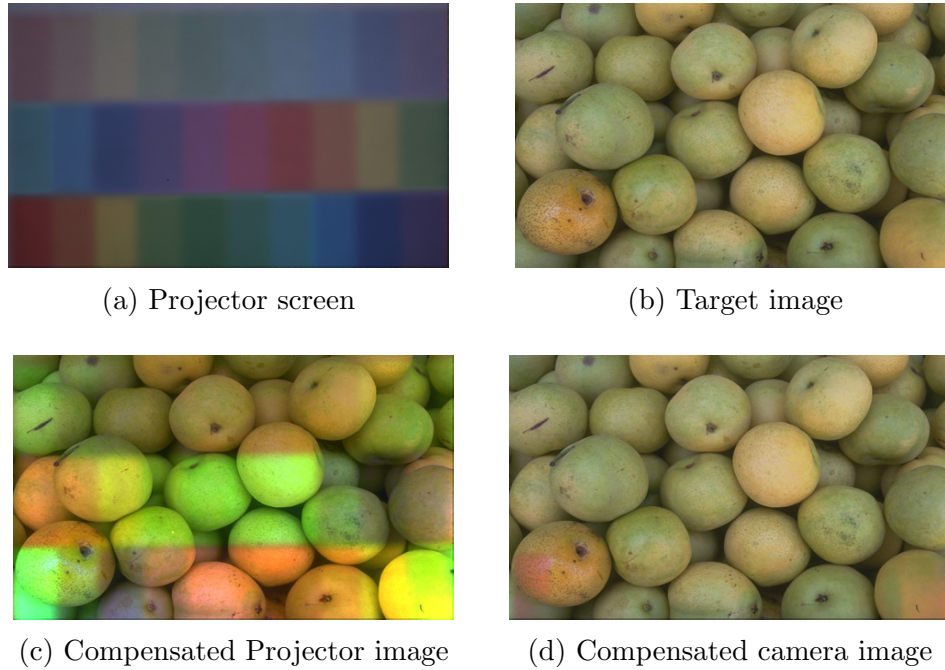 (a) Projector screen
(b) Target image
(c) Compensated Projector image
(d) Compensated camera image